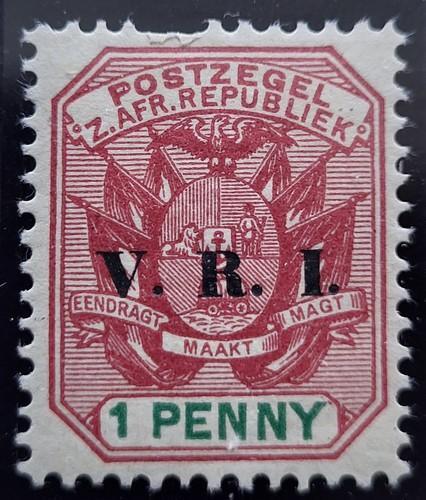 POSTZEGEL
Z. AFR. REPUBLIEK
V. R. I.
EENDRAGT MAAKT MAGT
1 PENNY